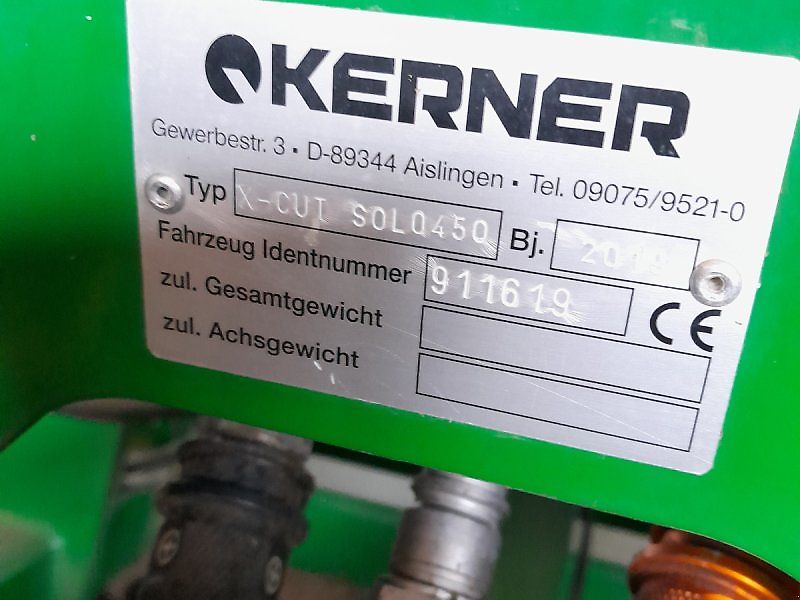 KERNER
Gewerbestr. 3 • D-89344 Aislingen • Tel. 09075/9521-0
Typ X-CUT SOLO450 Bj. 2019
Fahrzeug Identnummer 911619
zul. Gesamtgewicht CE
zul. Achsgewicht